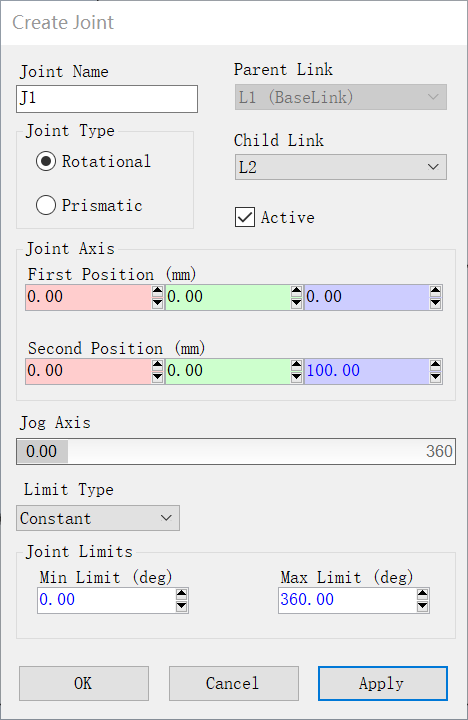 Create Joint
Joint Name
Parent Link
J1
L1 (BaseLink)
Joint Type
Rotational
Prismatic
Child Link
L2
Active
Joint Axis
First Position (mm)
0.00 0.00 0.00
Second Position (mm)
0.00 0.00 100.00
Jog Axis
0.00 360
Limit Type
Constant
Joint Limits
Min Limit (deg) Max Limit (deg)
0.00 360.00
OK Cancel Apply